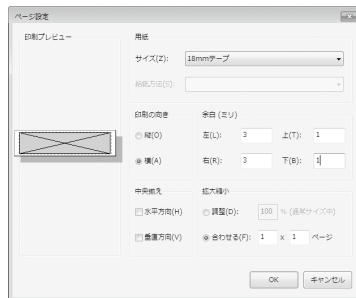 ページ設定
印刷プレビュー
用紙
サイズ(Z): 18mmテープ
給紙方法(S):
印刷の向き
縦(O)
横(A)
余白 (ミリ)
左(L): 3 上(T): 1
右(R): 3 下(B): 1
中央揃え
水平方向(H)
垂直方向(V)
拡大縮小
調整(D): 100 % (通常サイズ中)
合わせる(F): 1 x 1 ページ
OK キャンセル